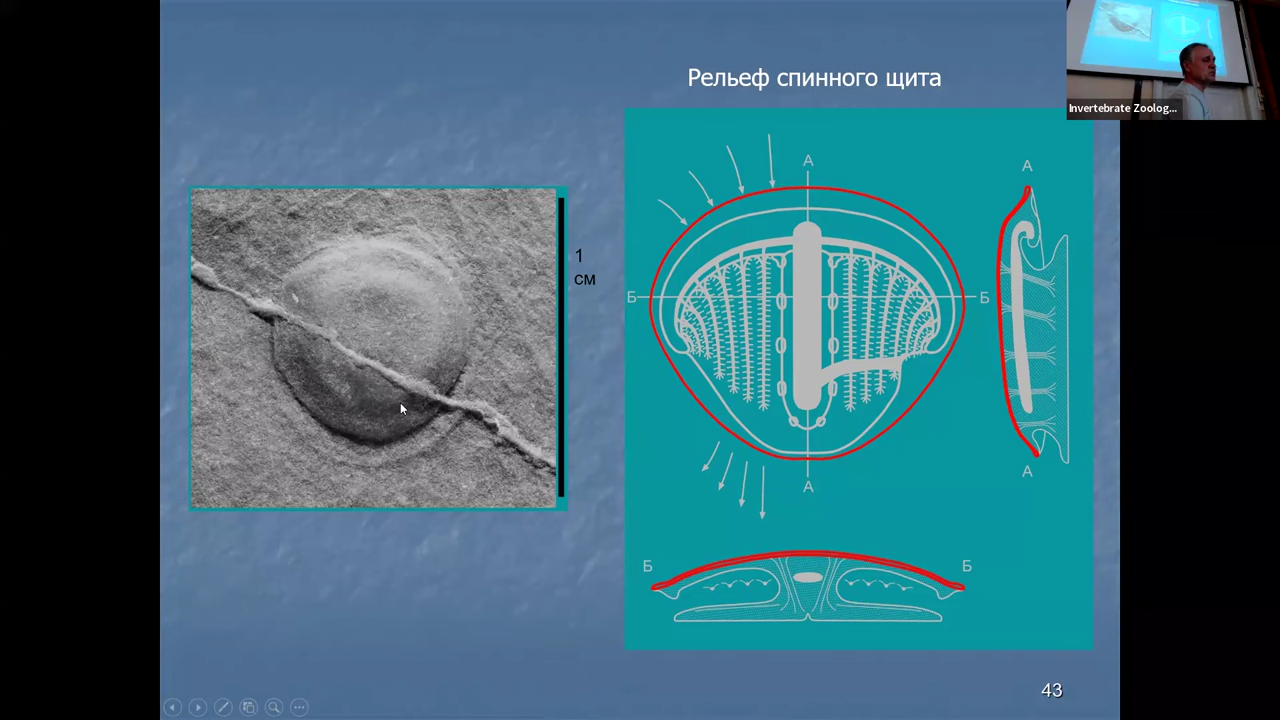 Рельеф спинного щита
Invertebrate Zoolog...
1
см
А
А
Б
Б
А
А
Б
Б
43